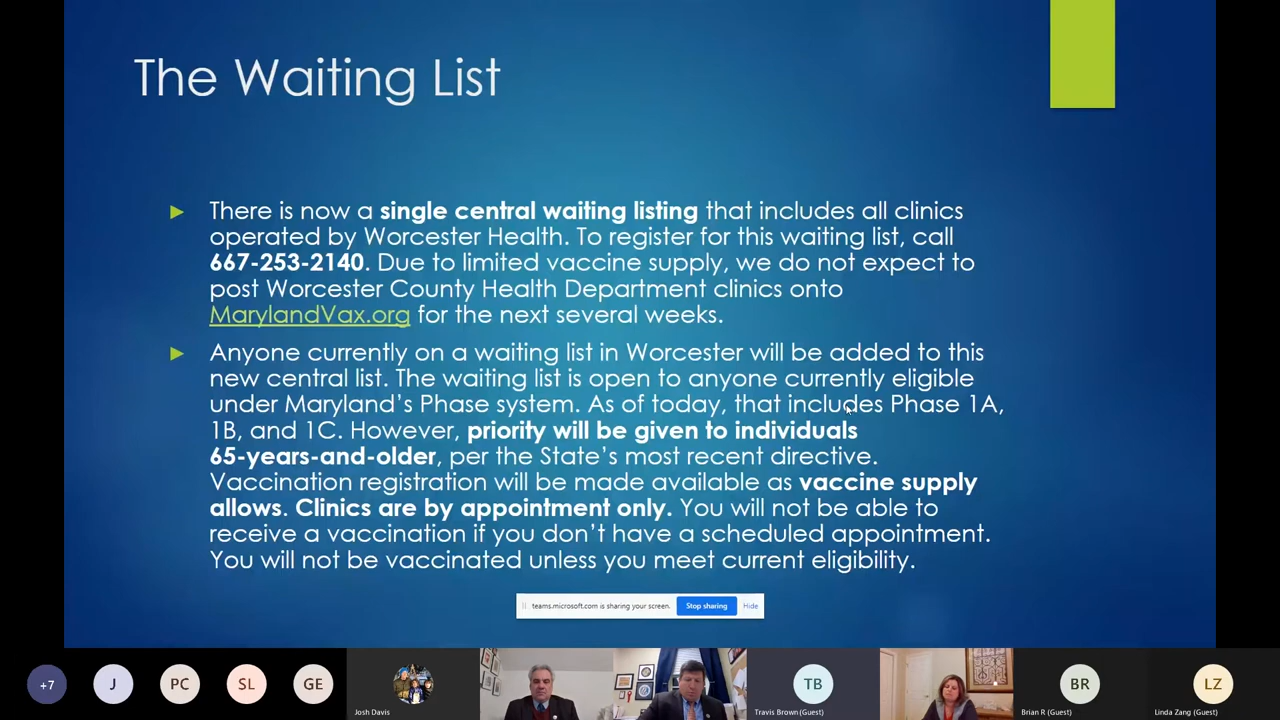 The Waiting List
There is now a single central waiting listing that includes all clinics
operated by Worcester Health. To register for this waiting list, call
667-253-2140. Due to limited vaccine supply, we do not expect to
post Worcester County Health Department clinics onto
MarylandVax.org for the next several weeks.
Anyone currently on a waiting list in Worcester will be added to this
new central list. The waiting list is open to anyone currently eligible
under Maryland’s Phase system. As of today, that includes Phase 1A,
1B, and 1C. However, priority will be given to individuals
65-years-and-older, per the State’s most recent directive.
Vaccination registration will be made available as vaccine supply
allows. Clinics are by appointment only. You will not be able to
receive a vaccination if you don’t have a scheduled appointment.
You will not be vaccinated unless you meet current eligibility.
teams.microsoft.com is sharing your screen. Stop sharing Hide
+7 J PC SL GE TB BR LZ
Josh Davis Travis Brown (Guest) Brian R (Guest) Linda Zang (Guest)